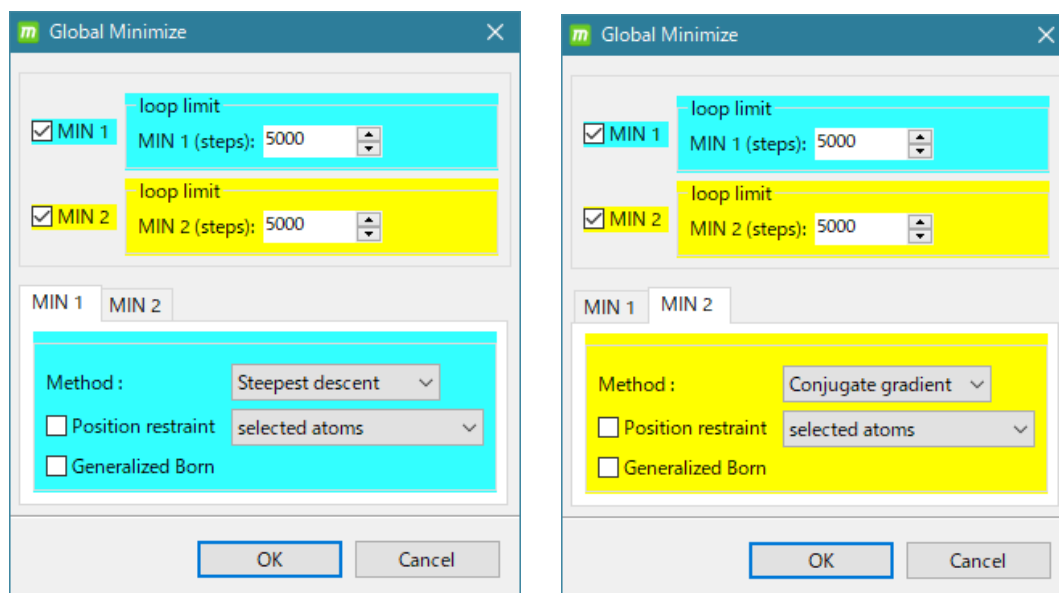 m Global Minimize
loop limit
MIN 1
MIN 1 (steps): 5000
loop limit
MIN 2
MIN 2 (steps): 5000
MIN 1 MIN 2
Method : Steepest descent
Position restraint selected atoms
Generalized Born
OK Cancel
m Global Minimize
loop limit
MIN 1
MIN 1 (steps): 5000
loop limit
MIN 2
MIN 2 (steps): 5000
MIN 1 MIN 2
Method : Conjugate gradient
Position restraint selected atoms
Generalized Born
OK Cancel